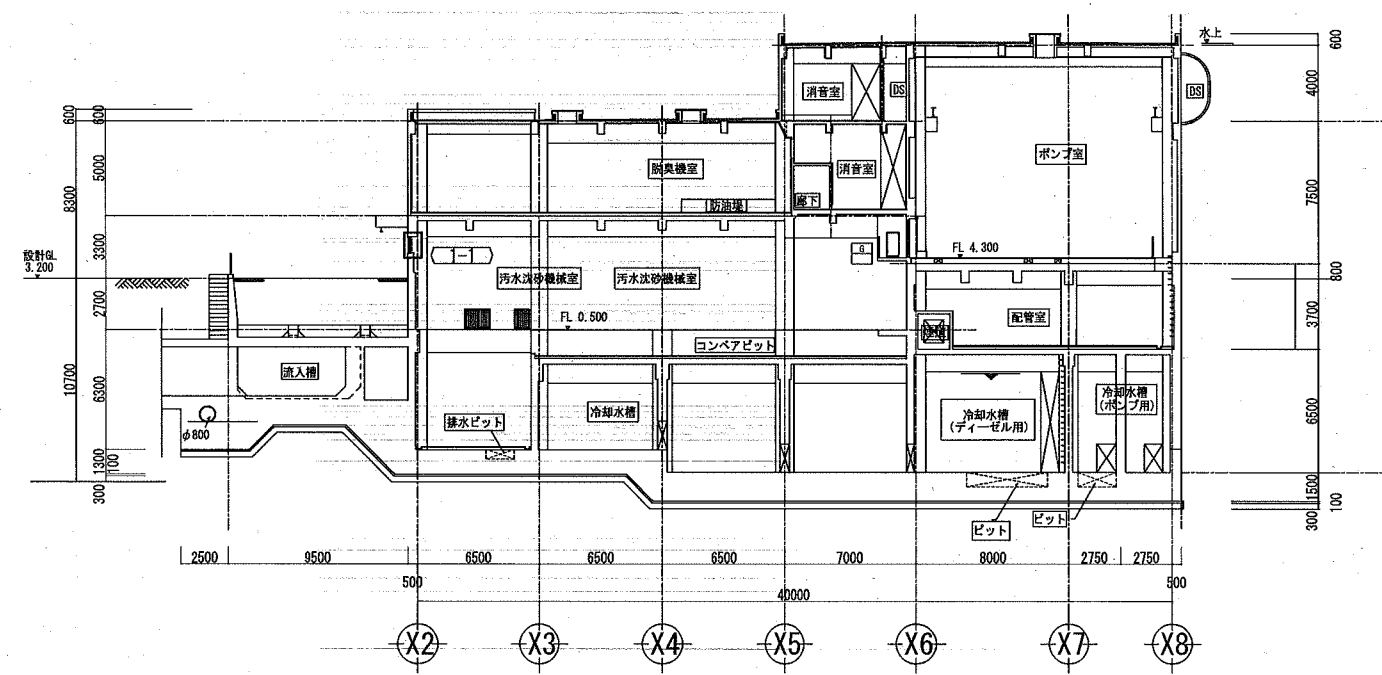 水上
600
4000
7500
800
3700
6600
1500
100
300
消音室
DS
DS
ポンプ室
消音室
廊下
脱臭機室
防油堤
600
600
5000
8300
3300
設計GL
3.200
2700
10700
6300
1300
100
300
FL 4.300
G
汚水沈砂機械室
汚水沈砂機械室
FL 0.500
コンベアピット
配管室
流入槽
φ800
排水ピット
冷却水槽
冷却水槽
(ディーゼル用)
冷却水槽
(ポンプ用)
ピット
ピット
2500
9500
6500
6500
6500
7000
8000
2750
2750
500
500
40000
X2
X3
X4
X5
X6
X7
X8